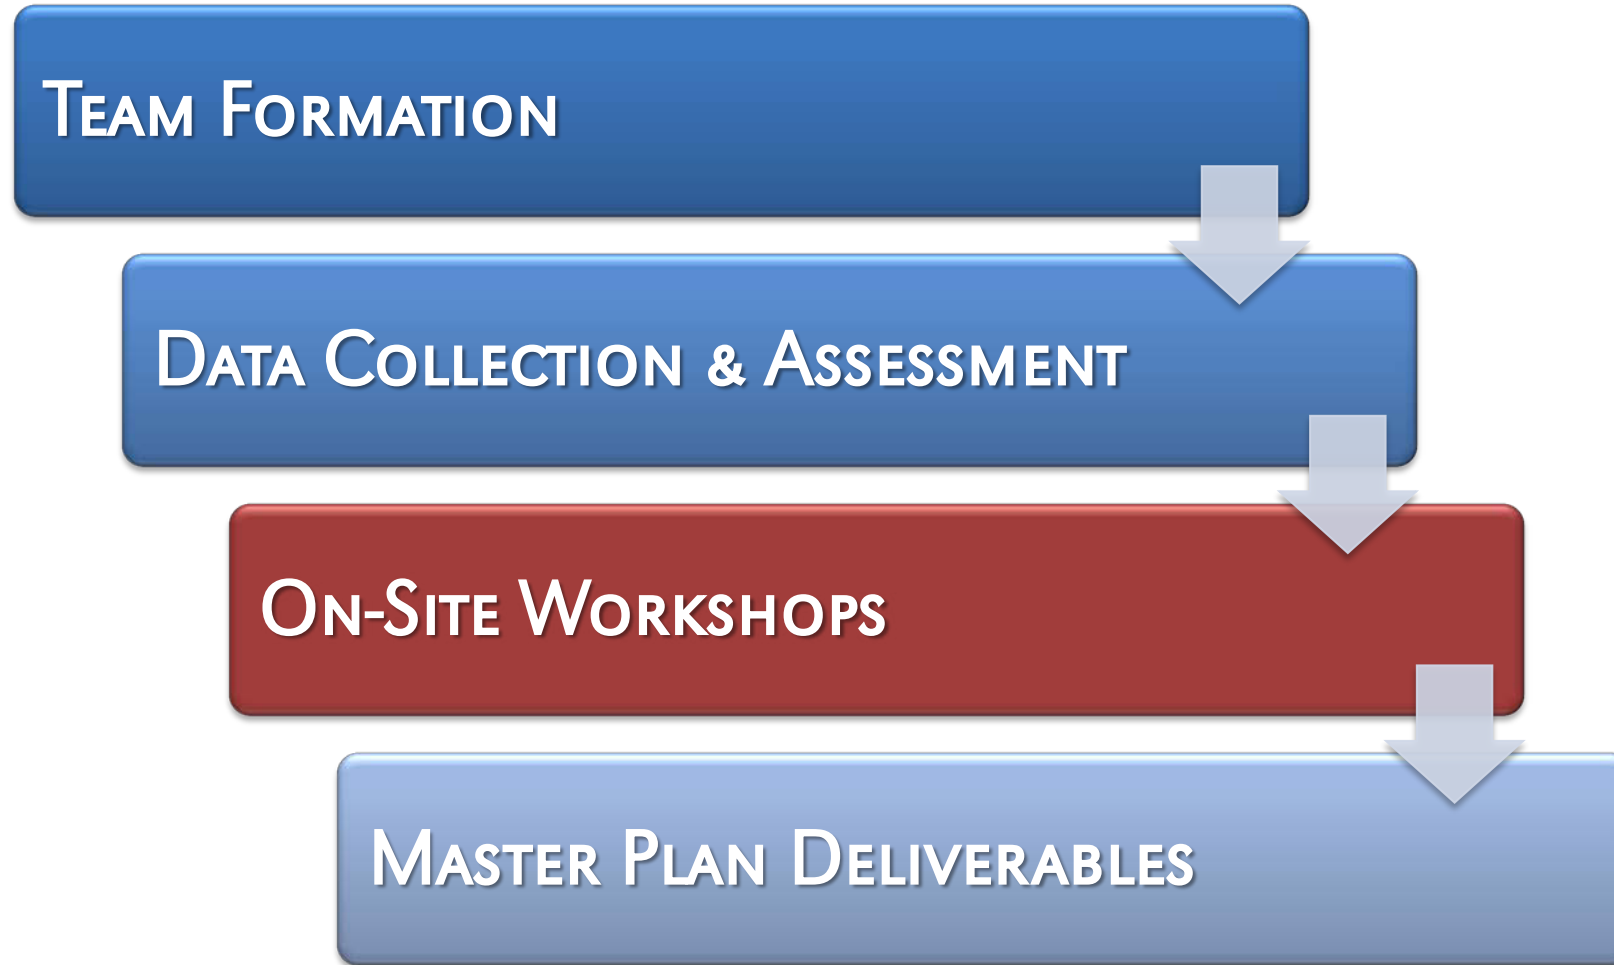 Team Formation
Data Collection & Assessment
On-Site Workshops
Master Plan Deliverables